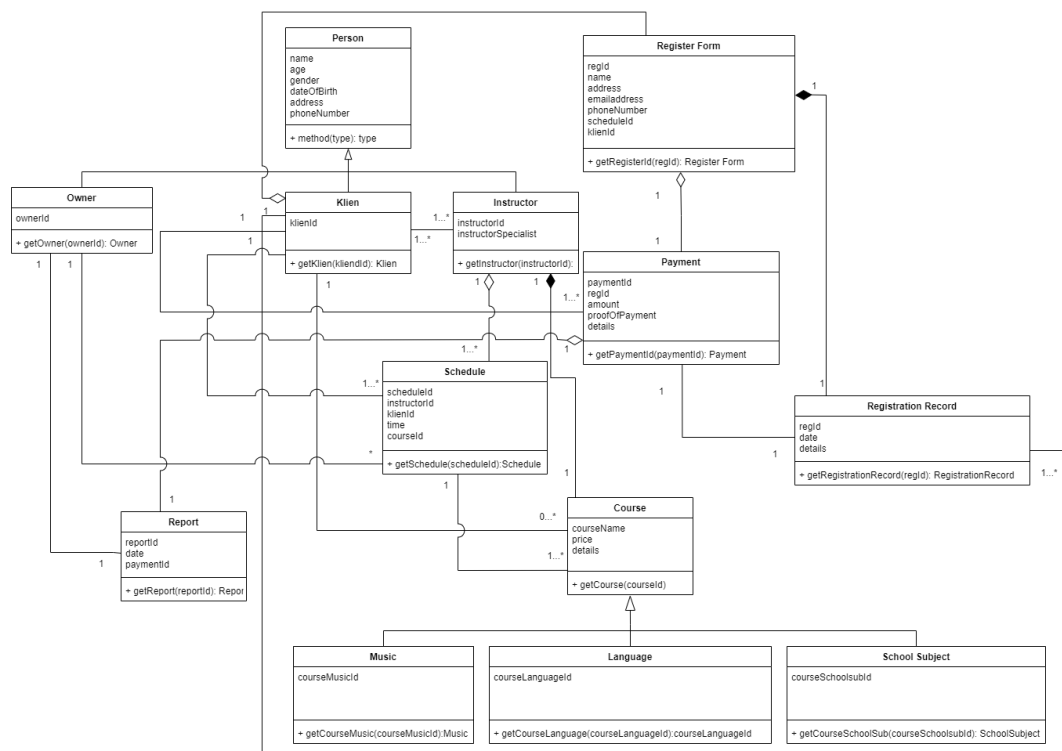 Person
name
age
gender
dateOfBirth
address
phoneNumber
+ method(type): type
Register Form
regId
name
address
emailaddress
phoneNumber
scheduleId
klienId
+ getRegisterId(regId): Register Form
1
1
1
Owner
ownerId
+ getOwner(ownerId): Owner
1
1
1
1
1
Klien
klienId
+ getKlien(kliendId): Klien
1
1...*
1...*
Instructor
instructorId
instructorSpecialist
+ getInstructor(instructorId):
1
1
1...*
Payment
paymentId
regId
amount
proofOfPayment
details
+ getPaymentId(paymentId): Payment
1
1
1...*
1...*
Schedule
scheduleId
instructorId
klienId
time
courseId
+ getSchedule(scheduleId):Schedule
*
1
1
1
Registration Record
regId
date
details
+ getRegistrationRecord(regId): RegistrationRecord
1
1...*
1
Report
reportId
date
paymentId
+ getReport(reportId): Repor
1
1
0...*
1...*
Course
courseName
price
details
+ getCourse(courseId)
Music
courseMusicId
+ getCourseMusic(courseMusicId):Music
Language
courseLanguageId
+ getCourseLanguage(courseLanguageId):courseLanguageId
School Subject
courseSchoolsubId
+ getCourseSchoolSub(courseSchoolsubId): SchoolSubject